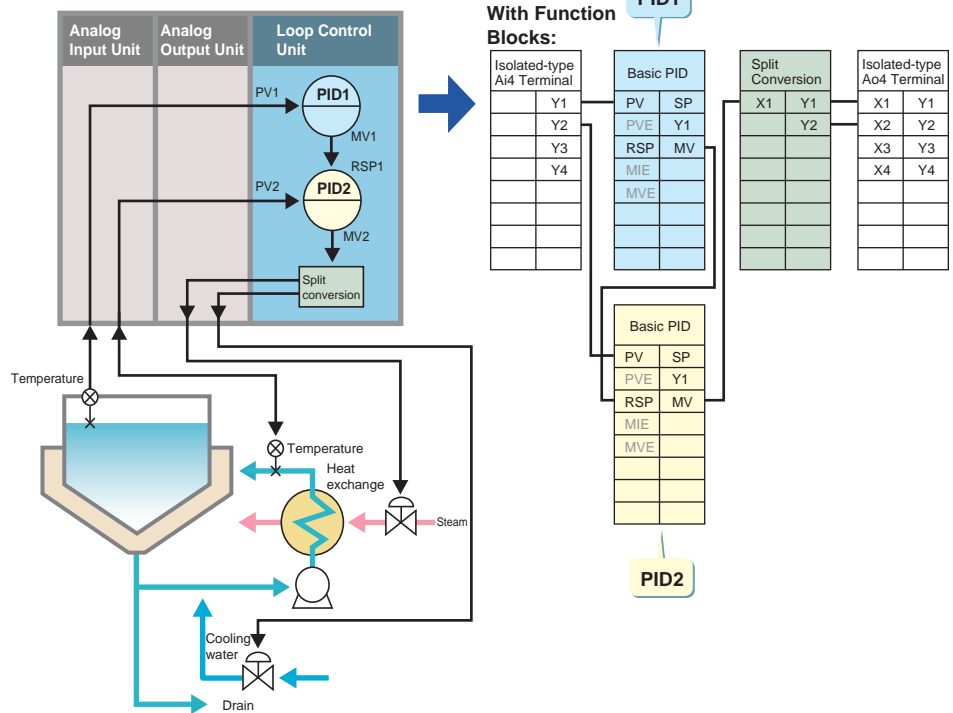 Analog
Input Unit
Analog
Output Unit
Loop Control
Unit
PV1
PID1
MV1
RSP1
PV2
PID2
MV2
Split
conversion
Temperature
Temperature
Heat
exchange
Steam
Cooling
water
Drain
With Function
Blocks:
PID1
Isolated-type
Ai4 Terminal
Y1
Y2
Y3
Y4
Basic PID
PV SP
PVE Y1
RSP MV
MIE
MVE
Split
Conversion
X1 Y1
Y2
Isolated-type
Ao4 Terminal
X1 Y1
X2 Y2
X3 Y3
X4 Y4
Basic PID
PV SP
PVE Y1
RSP MV
MIE
MVE
PID2